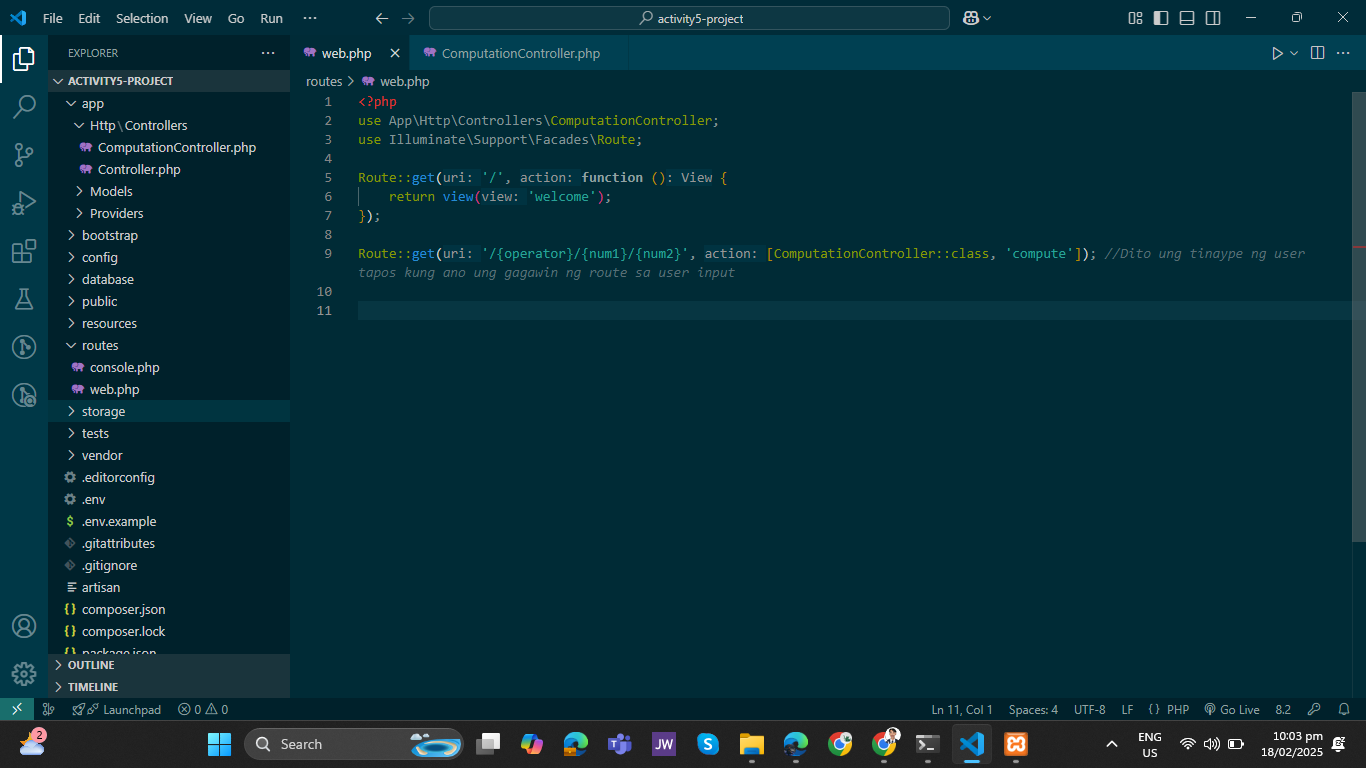 File Edit Selection View Go Run ···
activity5-project
EXPLORER ···
ACTIVITY5-PROJECT
app
Http\Controllers
ComputationController.php
Controller.php
Models
Providers
bootstrap
config
database
public
resources
routes
console.php
web.php
storage
tests
vendor
.editorconfig
.env
$ .env.example
.gitattributes
.gitignore
artisan
{} composer.json
{} composer.lock
{} package.json
OUTLINE
TIMELINE
web.php
ComputationController.php
routes > web.php
1 <?php
2 use App\Http\Controllers\ComputationController;
3 use Illuminate\Support\Facades\Route;
4
5 Route::get(uri: '/', action: function (): View {
6 return view(view: 'welcome');
7 });
8
9 Route::get(uri: '/{operator}/{num1}/{num2}', action: [ComputationController::class, 'compute']); //Dito ung tinaype ng user
tapos kung ano ung gagawin ng route sa user input
10
11
Launchpad 0 0 Ln 11, Col 1 Spaces: 4 UTF-8 LF {} PHP Go Live 8.2
2
Search
JW
ENG
US
10:03 pm
18/02/2025